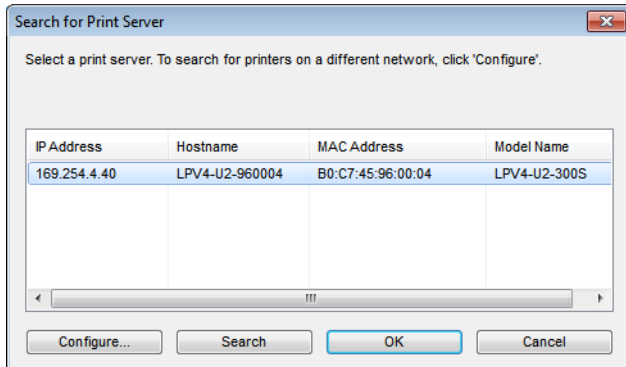 Search for Print Server
Select a print server. To search for printers on a different network, click 'Configure'.
IP Address Hostname MAC Address Model Name
169.254.4.40 LPV4-U2-960004 B0:C7:45:96:00:04 LPV4-U2-300S
Configure... Search OK Cancel